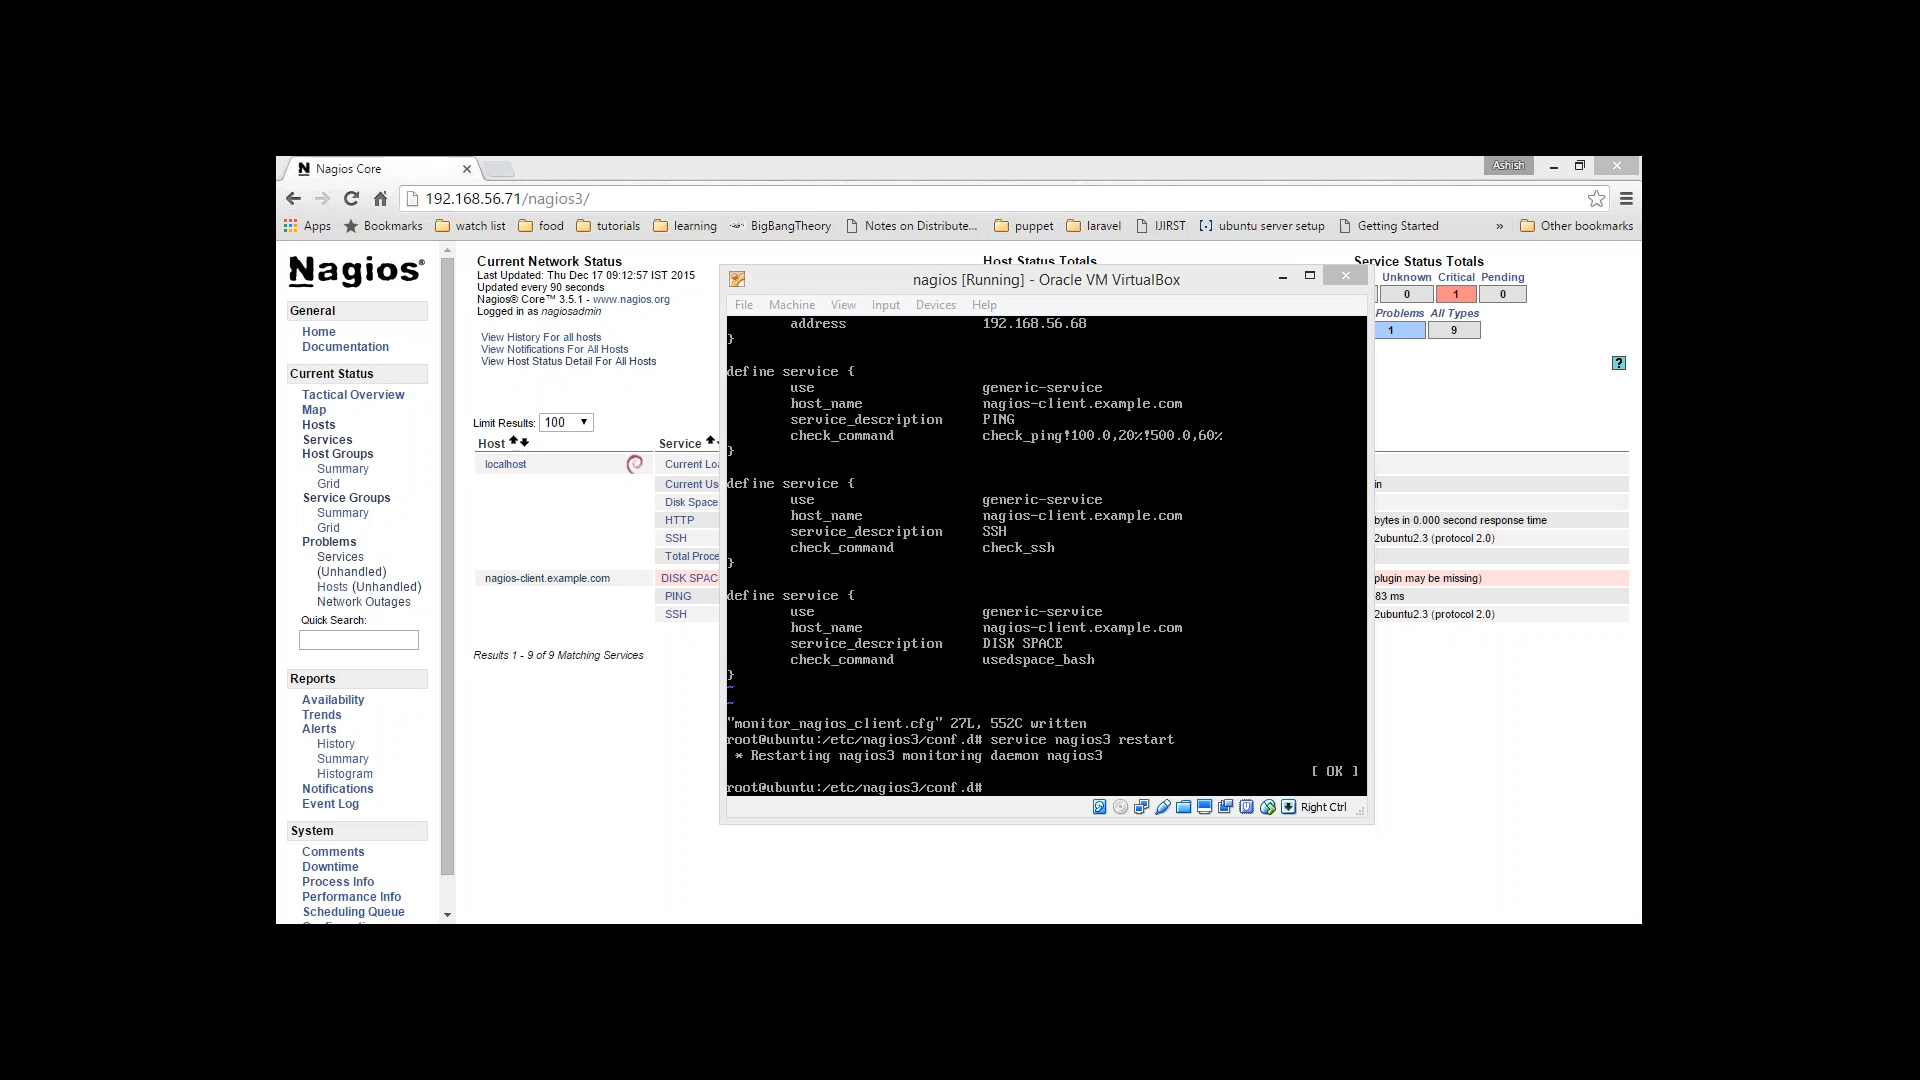 Nagios Core
Ashish
192.168.56.71/nagios3/
Apps Bookmarks watch list food tutorials learning BigBangTheory Notes on Distribute... puppet laravel IJIRST ubuntu server setup Getting Started » Other bookmarks
Nagios®
General
Home
Documentation
Current Status
Tactical Overview
Map
Hosts
Services
Host Groups
Summary
Grid
Service Groups
Summary
Grid
Problems
Services
(Unhandled)
Hosts (Unhandled)
Network Outages
Quick Search:
Reports
Availability
Trends
Alerts
History
Summary
Histogram
Notifications
Event Log
System
Comments
Downtime
Process Info
Performance Info
Scheduling Queue
Current Network Status
Last Updated: Thu Dec 17 09:12:57 IST 2015
Updated every 90 seconds
Nagios® Core™ 3.5.1 - www.nagios.org
Logged in as nagiosadmin
View History For all hosts
View Notifications For All Hosts
View Host Status Detail For All Hosts
Host Status Totals
Service Status Totals
Unknown Critical Pending
0 1 0
Problems All Types
1 9
?
Limit Results: 100
Host Service
localhost Current Loa
Current Us in
Disk Space
HTTP bytes in 0.000 second response time
SSH 2ubuntu2.3 (protocol 2.0)
Total Proce
nagios-client.example.com DISK SPAC plugin may be missing)
PING 83 ms
SSH 2ubuntu2.3 (protocol 2.0)
Results 1 - 9 of 9 Matching Services
nagios [Running] - Oracle VM VirtualBox
File Machine View Input Devices Help
address 192.168.56.68
}
define service {
use generic-service
host_name nagios-client.example.com
service_description PING
check_command check_ping!100.0,20%!500.0,60%
}
define service {
use generic-service
host_name nagios-client.example.com
service_description SSH
check_command check_ssh
}
define service {
use generic-service
host_name nagios-client.example.com
service_description DISK SPACE
check_command usedspace_bash
}
~
~
"monitor_nagios_client.cfg" 27L, 552C written
root@ubuntu:/etc/nagios3/conf.d# service nagios3 restart
* Restarting nagios3 monitoring daemon nagios3
[ OK ]
root@ubuntu:/etc/nagios3/conf.d#
Right Ctrl